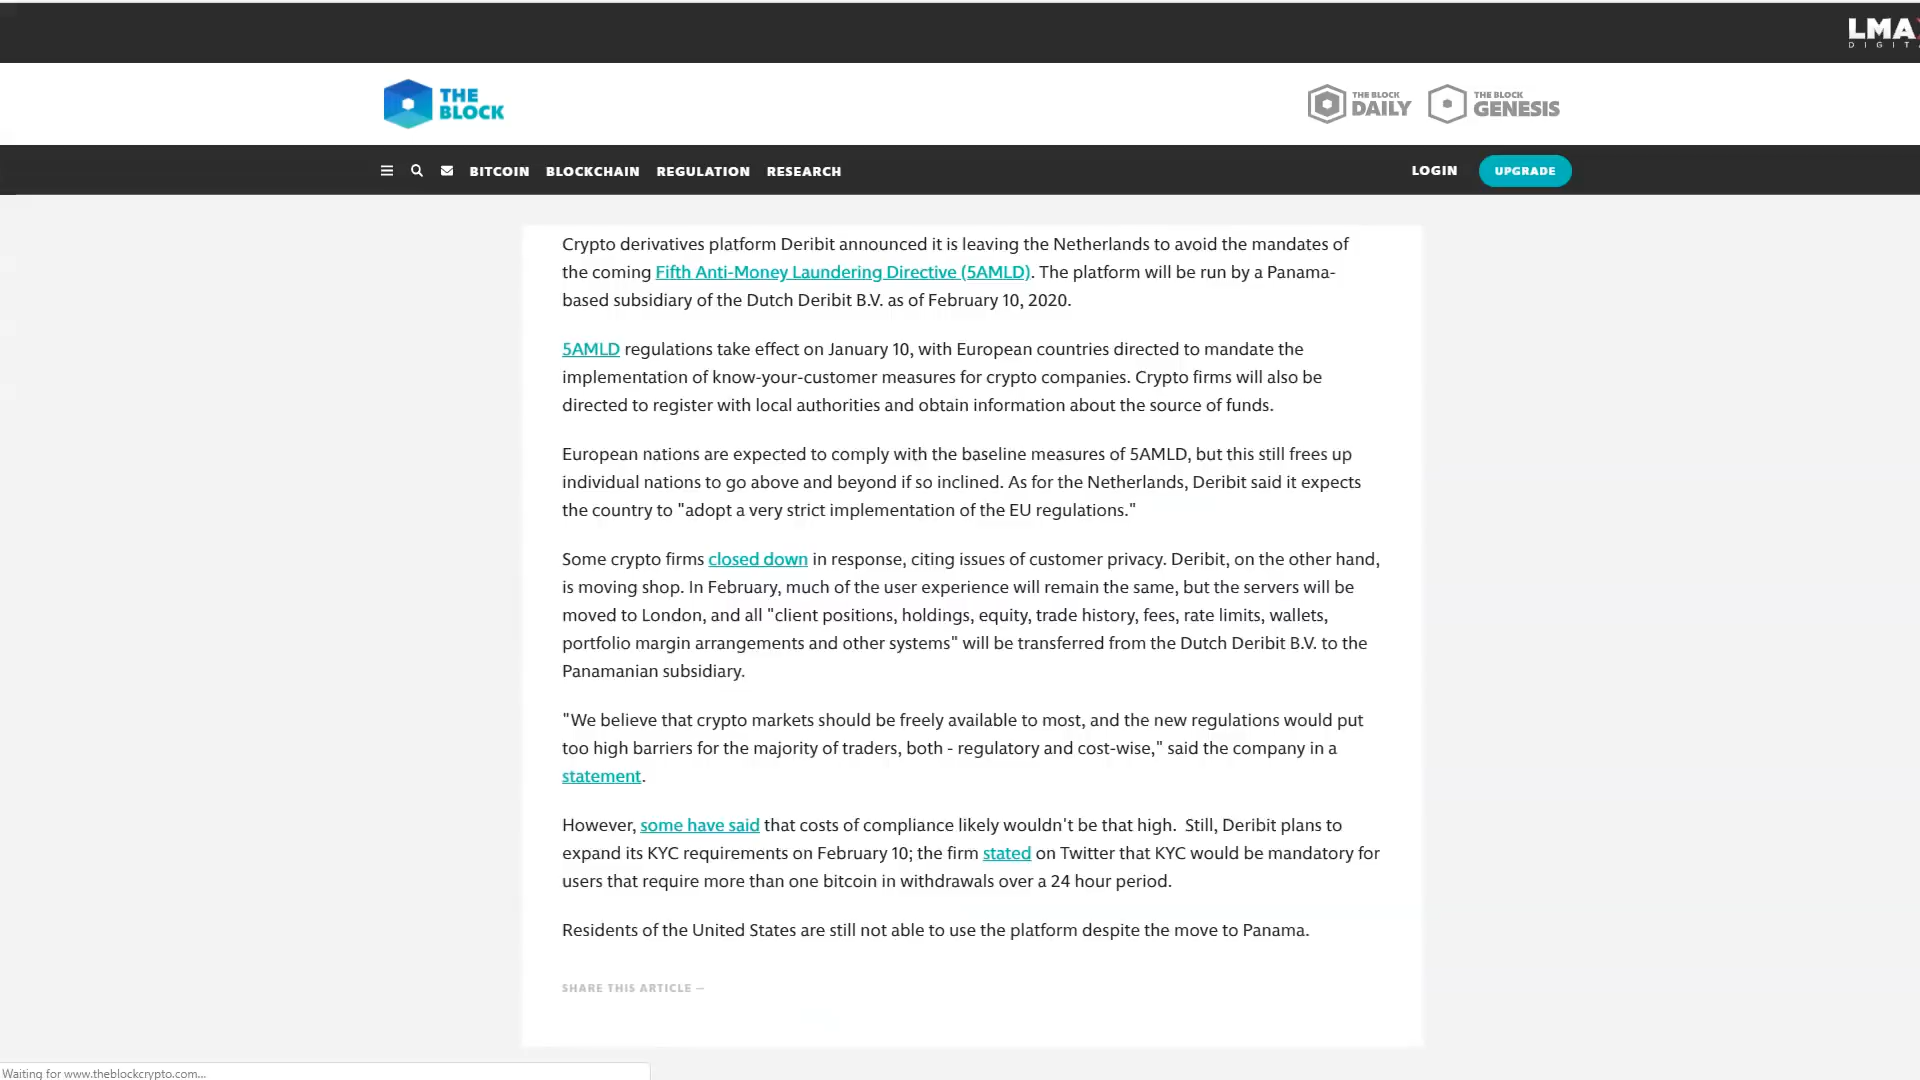 LMA
DIGIT
THE BLOCK
THE BLOCK DAILY
THE BLOCK GENESIS
BITCOIN BLOCKCHAIN REGULATION RESEARCH LOGIN UPGRADE
Crypto derivatives platform Deribit announced it is leaving the Netherlands to avoid the mandates of
the coming Fifth Anti-Money Laundering Directive (5AMLD). The platform will be run by a Panama-
based subsidiary of the Dutch Deribit B.V. as of February 10, 2020.
5AMLD regulations take effect on January 10, with European countries directed to mandate the
implementation of know-your-customer measures for crypto companies. Crypto firms will also be
directed to register with local authorities and obtain information about the source of funds.
European nations are expected to comply with the baseline measures of 5AMLD, but this still frees up
individual nations to go above and beyond if so inclined. As for the Netherlands, Deribit said it expects
the country to "adopt a very strict implementation of the EU regulations."
Some crypto firms closed down in response, citing issues of customer privacy. Deribit, on the other hand,
is moving shop. In February, much of the user experience will remain the same, but the servers will be
moved to London, and all "client positions, holdings, equity, trade history, fees, rate limits, wallets,
portfolio margin arrangements and other systems" will be transferred from the Dutch Deribit B.V. to the
Panamanian subsidiary.
"We believe that crypto markets should be freely available to most, and the new regulations would put
too high barriers for the majority of traders, both - regulatory and cost-wise," said the company in a
statement.
However, some have said that costs of compliance likely wouldn't be that high. Still, Deribit plans to
expand its KYC requirements on February 10; the firm stated on Twitter that KYC would be mandatory for
users that require more than one bitcoin in withdrawals over a 24 hour period.
Residents of the United States are still not able to use the platform despite the move to Panama.
SHARE THIS ARTICLE —
Waiting for www.theblockcrypto.com...